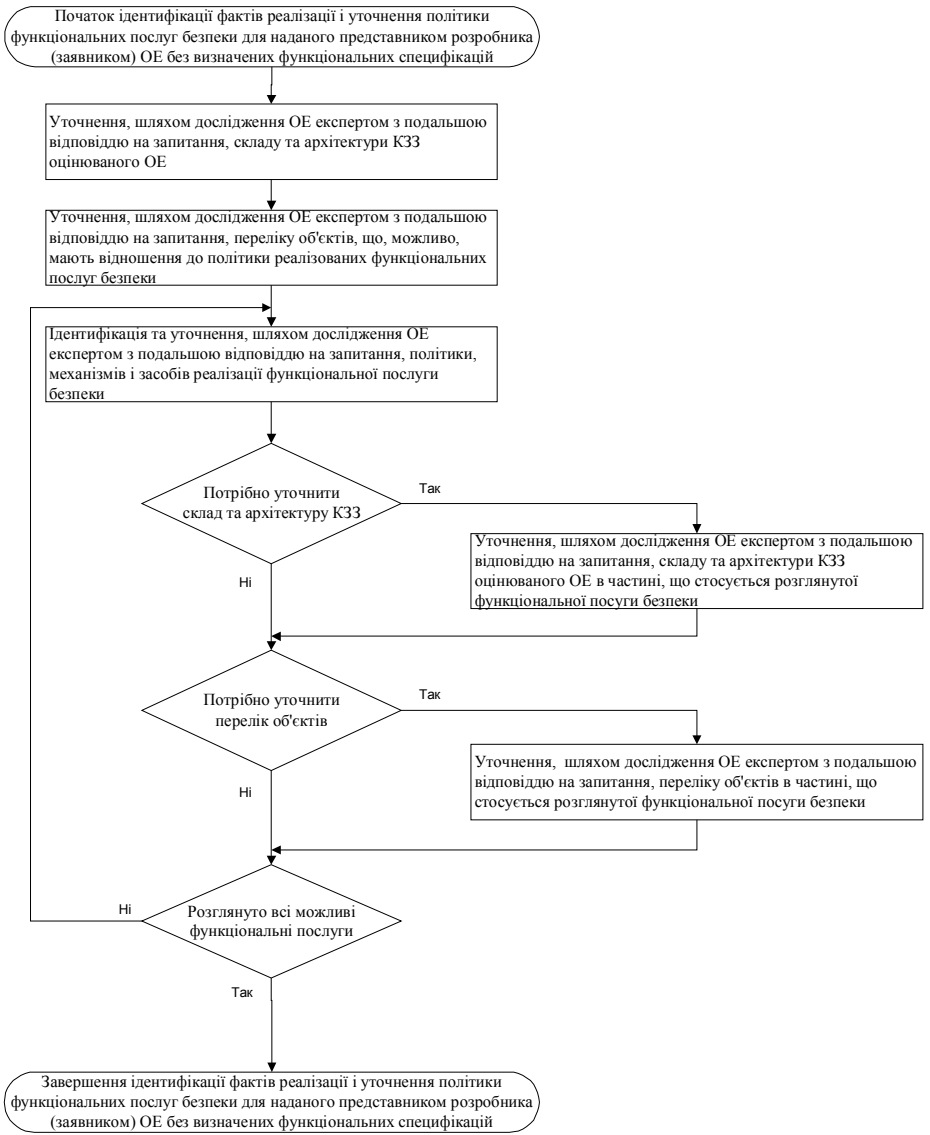 Початок ідентифікації фактів реалізації і уточнення політики
функціональних послуг безпеки для наданого представником розробника
(заявником) ОЕ без визначених функціональних специфікацій
Уточнення, шляхом дослідження ОЕ експертом з подальшою
відповіддю на запитання, складу та архітектури КЗЗ
оцінюваного ОЕ
Уточнення, шляхом дослідження ОЕ експертом з подальшою
відповіддю на запитання, переліку об'єктів, що, можливо,
мають відношення до політики реалізованих функціональних
послуг безпеки
Ідентифікація та уточнення, шляхом дослідження ОЕ
експертом з подальшою відповіддю на запитання, політики,
механізмів і засобів реалізації функціональної послуги
безпеки
Потрібно уточнити
склад та архітектуру КЗЗ
Так
Ні
Уточнення, шляхом дослідження ОЕ експертом з подальшою
відповіддю на запитання, складу та архітектури КЗЗ
оцінюваного ОЕ в частині, що стосується розглянутої
функціональної посуги безпеки
Потрібно уточнити
перелік об'єктів
Так
Ні
Уточнення, шляхом дослідження ОЕ експертом з подальшою
відповіддю на запитання, переліку об'єктів в частині, що
стосується розглянутої функціональної посуги безпеки
Розглянуто всі можливі
функціональні послуги
Ні
Так
Завершення ідентифікації фактів реалізації і уточнення політики
функціональних послуг безпеки для наданого представником розробника
(заявником) ОЕ без визначених функціональних специфікацій